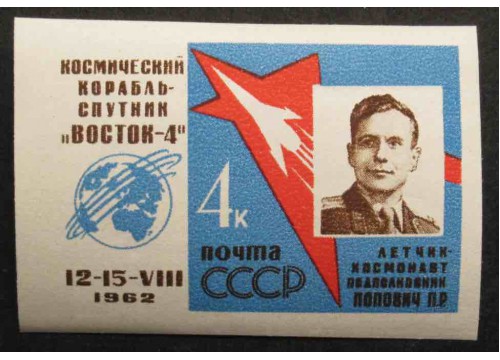 КОСМИЧЕСКИЙ
КОРАБЛЬ-
СПУТНИК
„ВОСТОК-4"
12-15-VIII
1962
4к
почта
СССР
ЛЕТЧИК-
КОСМОНАВТ
ПОДПОЛКОВНИК
ПОПОВИЧ П.Р.